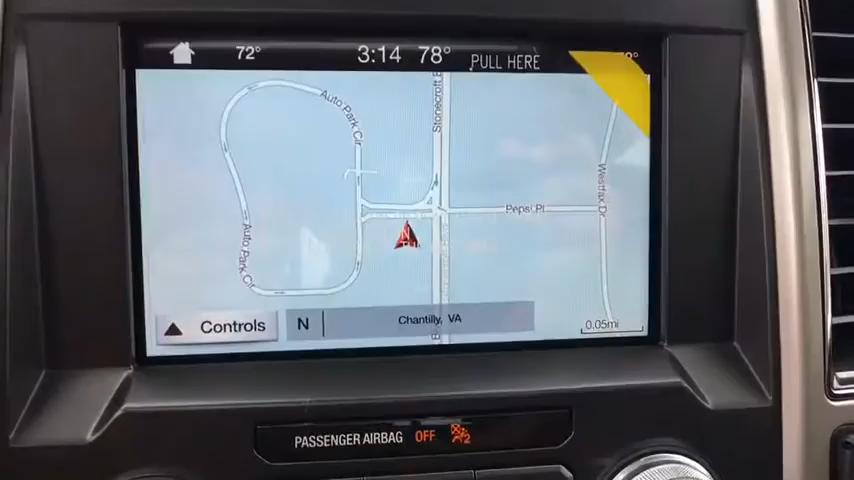 72° 3:14 78° PULL HERE
Auto Park Cir
Westfax Dr
Pepsi Pl
Auto Park Cir
N
Controls
N
Chantilly, VA
0.05mi
PASSENGER AIRBAG OFF 2